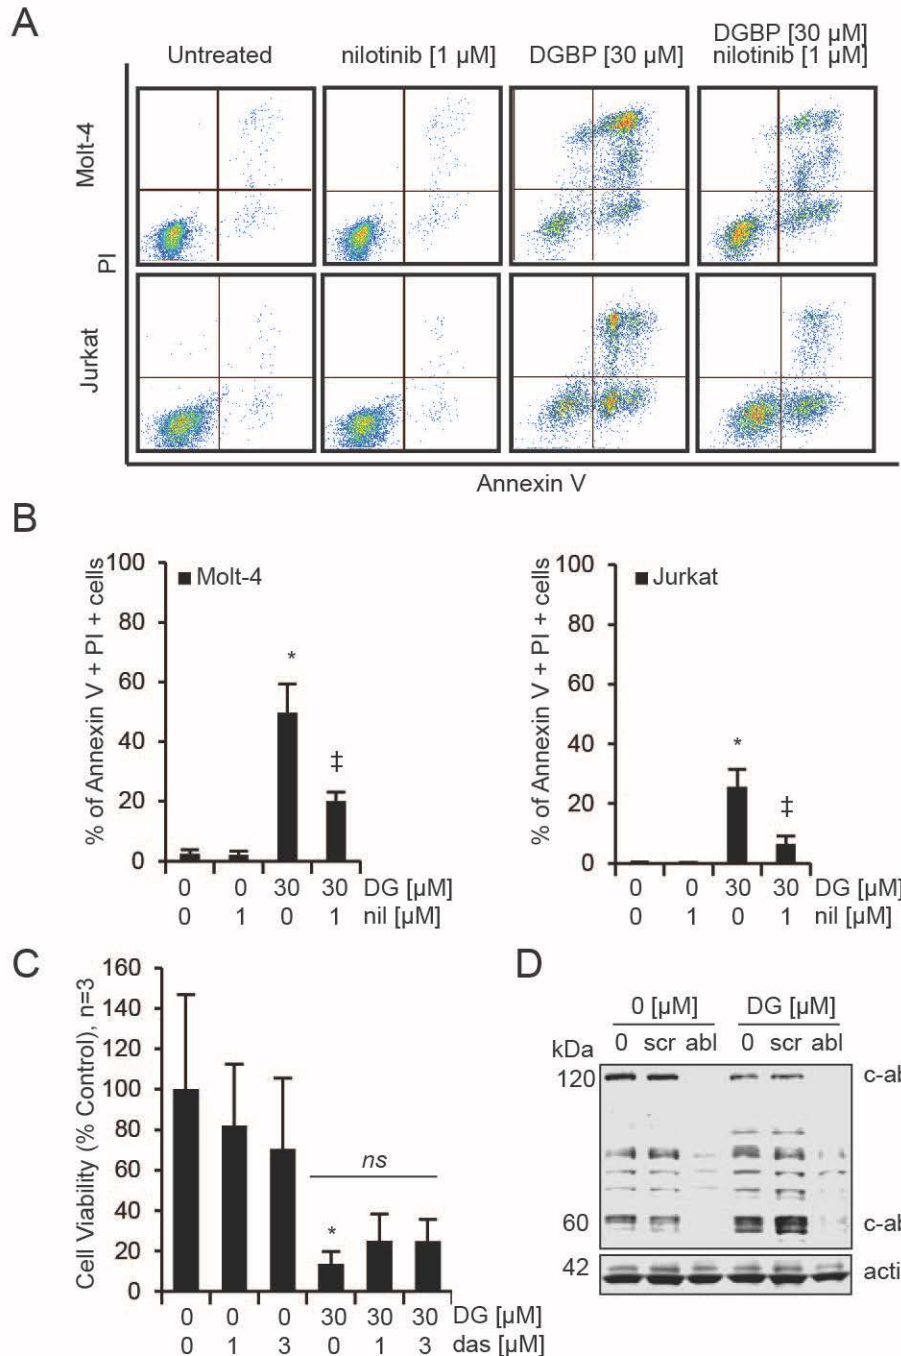 A
Untreated
nilotinib [1 µM]
DGBP [30 µM]
DGBP [30 µM]
nilotinib [1 µM]
Molt-4
Jurkat
PI
Annexin V
B
% of Annexin V + PI + cells
100
80
60
40
20
0
Molt-4
*
‡
0 0 30 30 DG [µM]
0 1 0 1 nil [µM]
% of Annexin V + PI + cells
100
80
60
40
20
0
Jurkat
*
‡
0 0 30 30 DG [µM]
0 1 0 1 nil [µM]
C
Cell Viability (% Control), n=3
160
140
120
100
80
60
40
20
0
ns
*
0 0 0 30 30 30 DG [µM]
0 1 3 0 1 3 das [µM]
D
0 [µM] DG [µM]
kDa 0 scr abl 0 scr abl
120 c-ab
60 c-ab
42 acti